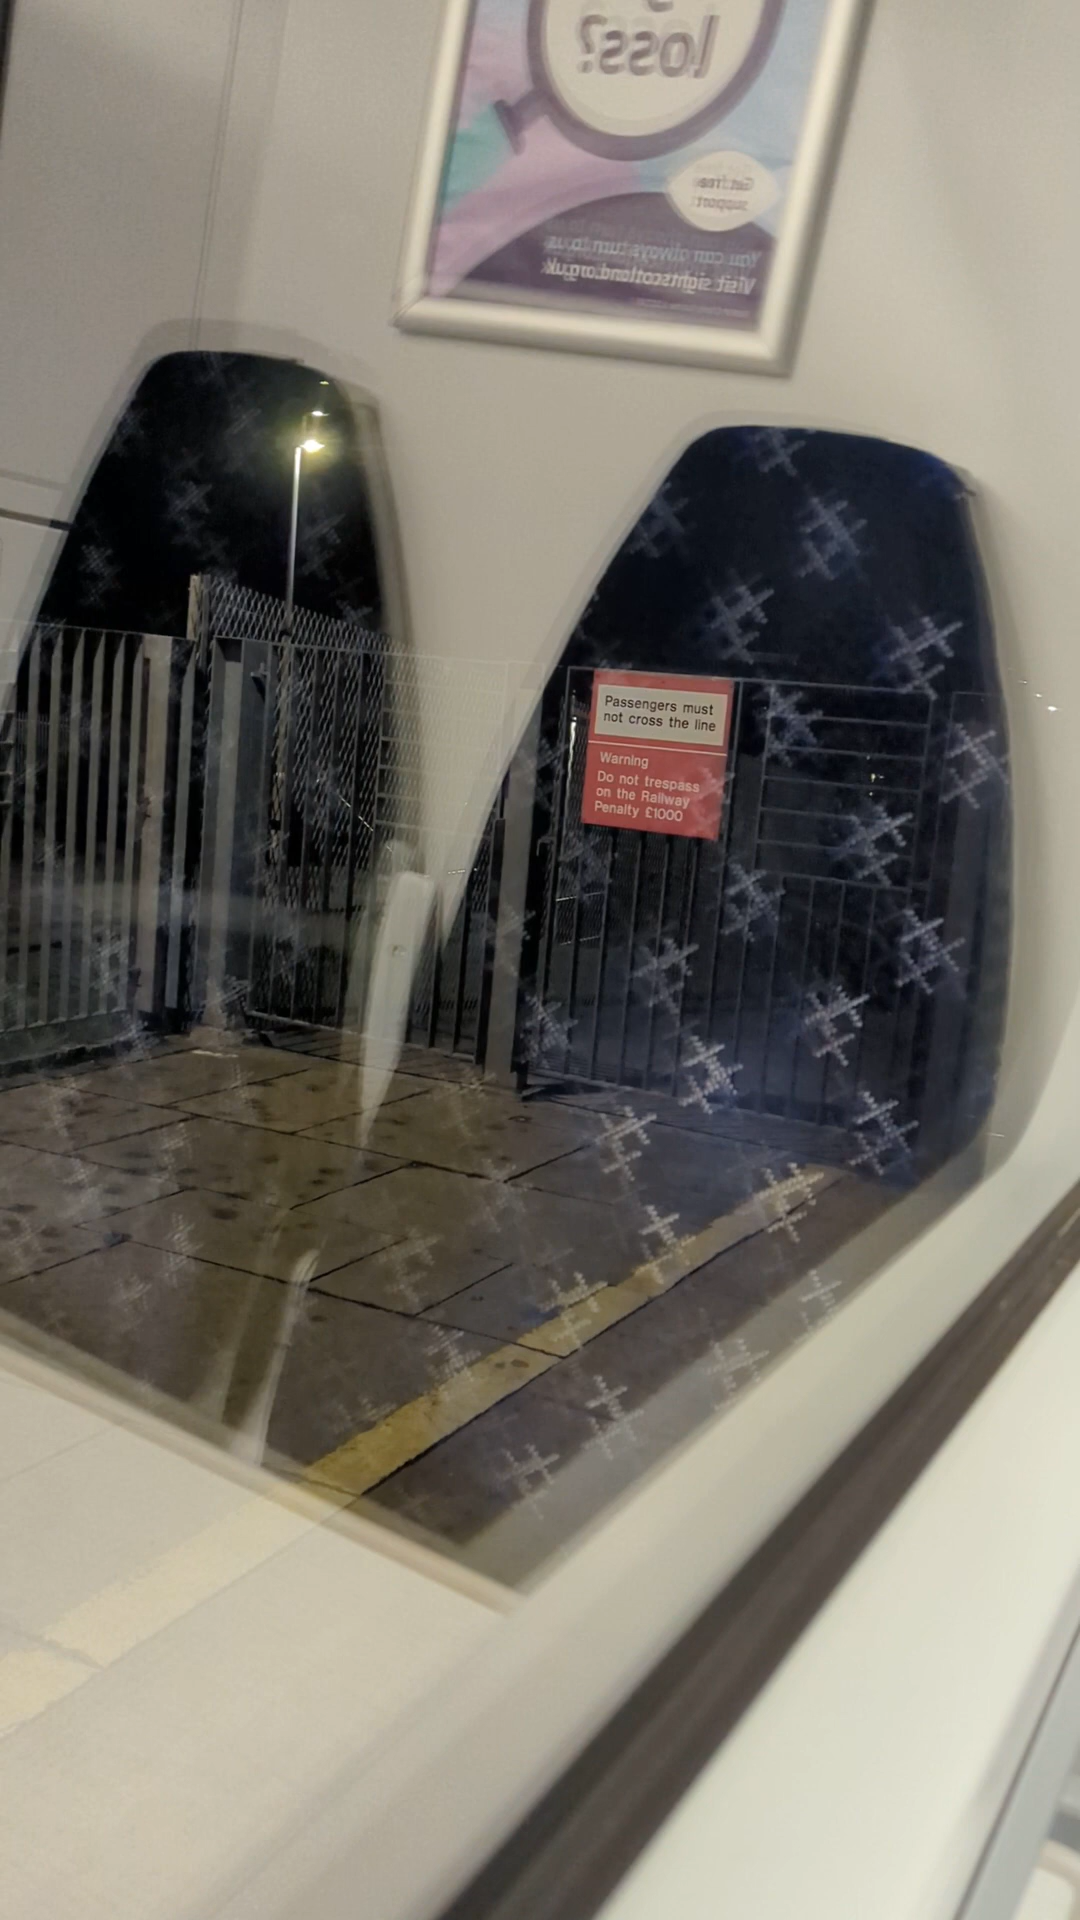 loss?
Get free
support
You can always turn to us
Visit sightscotland.org.uk
Passengers must
not cross the line
Warning
Do not trespass
on the Railway
Penalty £1000